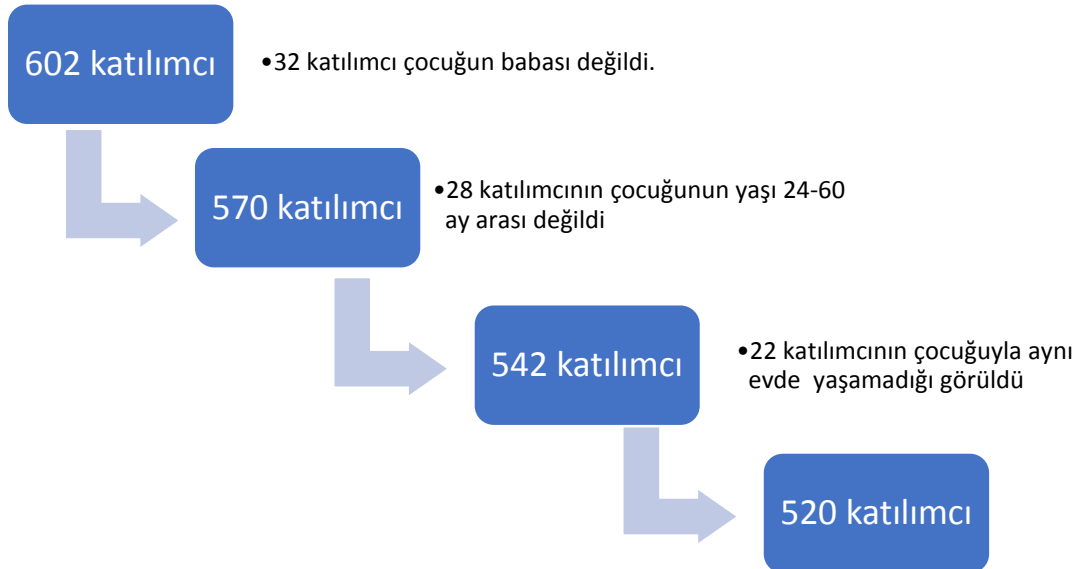 602 katılımcı
•32 katılımcı çocuğun babası değildi.
570 katılımcı
•28 katılımcının çocuğunun yaşı 24-60
ay arası değildi
542 katılımcı
•22 katılımcının çocuğuyla aynı
evde yaşamadığı görüldü
520 katılımcı